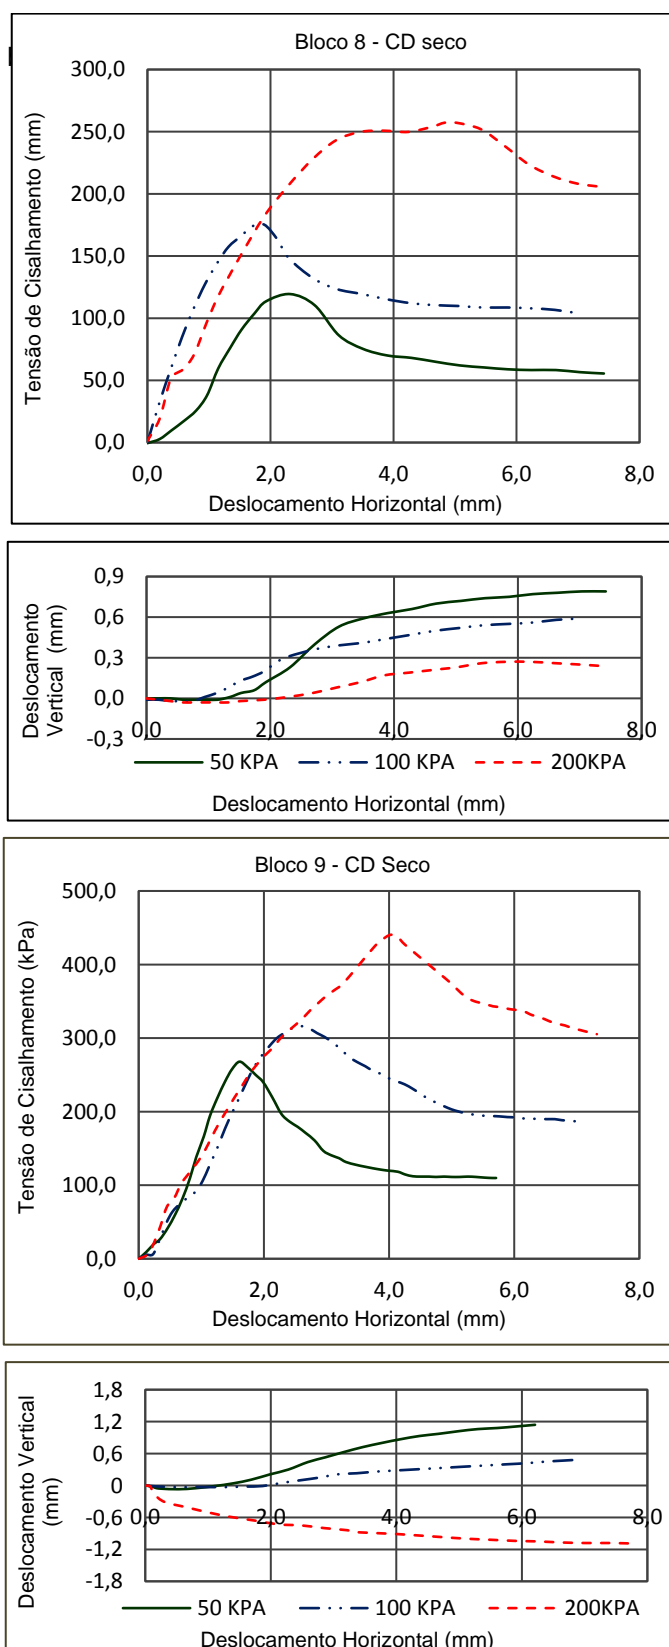 Bloco 8 - CD seco
Tensão de Cisalhamento (mm)
300,0
250,0
200,0
150,0
100,0
50,0
0,0
0,0 2,0 4,0 6,0 8,0
Deslocamento Horizontal (mm)
Deslocamento
Vertical (mm)
0,9
0,6
0,3
0,0
-0,3
0,0 2,0 4,0 6,0 8,0
50 KPA 100 KPA 200KPA
Deslocamento Horizontal (mm)
Bloco 9 - CD Seco
Tensão de Cisalhamento (kPa)
500,0
400,0
300,0
200,0
100,0
0,0
0,0 2,0 4,0 6,0 8,0
Deslocamento Horizontal (mm)
Deslocamento Vertical
(mm)
1,8
1,2
0,6
0
-0,6
-1,2
-1,8
0,0 2,0 4,0 6,0 8,0
50 KPA 100 KPA 200KPA
Deslocamento Horizontal (mm)